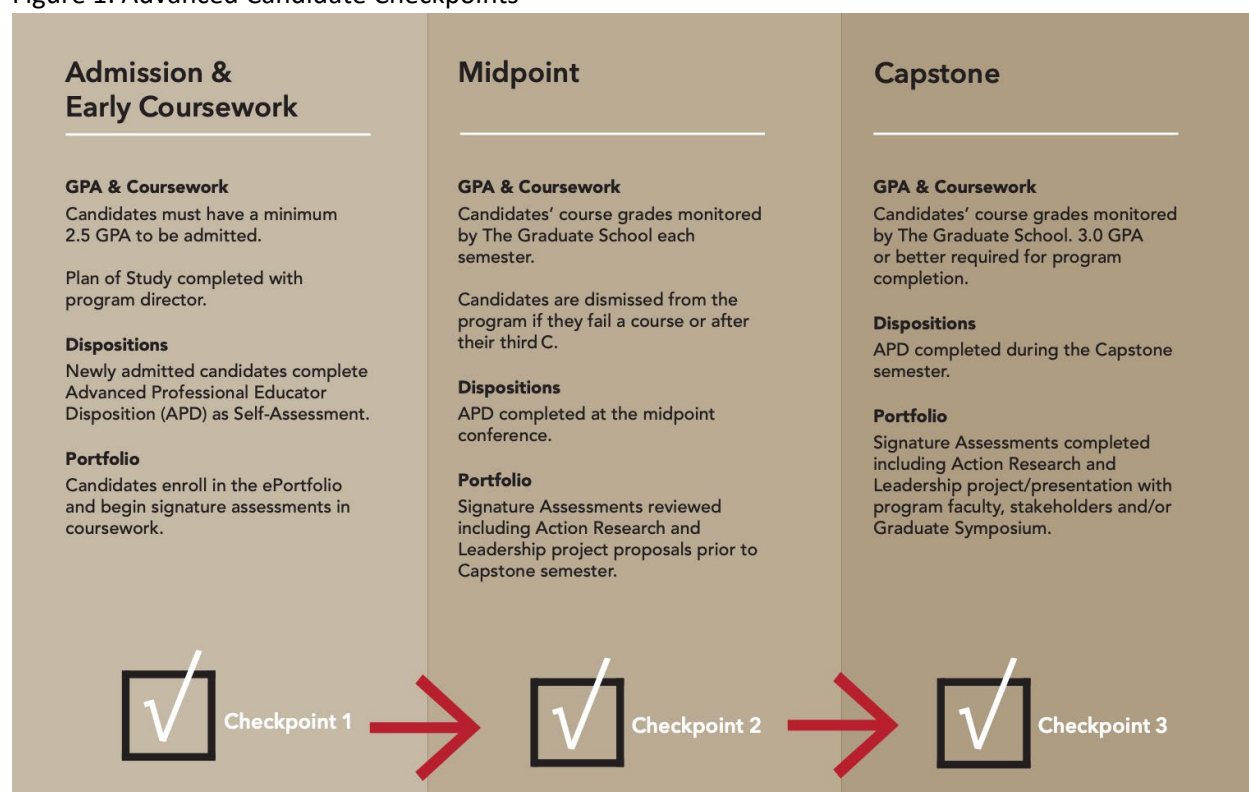 Figure 1. Advanced Candidate Checkpoints
Admission &
Early Coursework
GPA & Coursework
Candidates must have a minimum
2.5 GPA to be admitted.
Plan of Study completed with
program director.
Dispositions
Newly admitted candidates complete
Advanced Professional Educator
Disposition (APD) as Self-Assessment.
Portfolio
Candidates enroll in the ePortfolio
and begin signature assessments in
coursework.
Checkpoint 1
Midpoint
GPA & Coursework
Candidates’ course grades monitored
by The Graduate School each
semester.
Candidates are dismissed from the
program if they fail a course or after
their third C.
Dispositions
APD completed at the midpoint
conference.
Portfolio
Signature Assessments reviewed
including Action Research and
Leadership project proposals prior to
Capstone semester.
Checkpoint 2
Capstone
GPA & Coursework
Candidates’ course grades monitored
by The Graduate School. 3.0 GPA
or better required for program
completion.
Dispositions
APD completed during the Capstone
semester.
Portfolio
Signature Assessments completed
including Action Research and
Leadership project/presentation with
program faculty, stakeholders and/or
Graduate Symposium.
Checkpoint 3